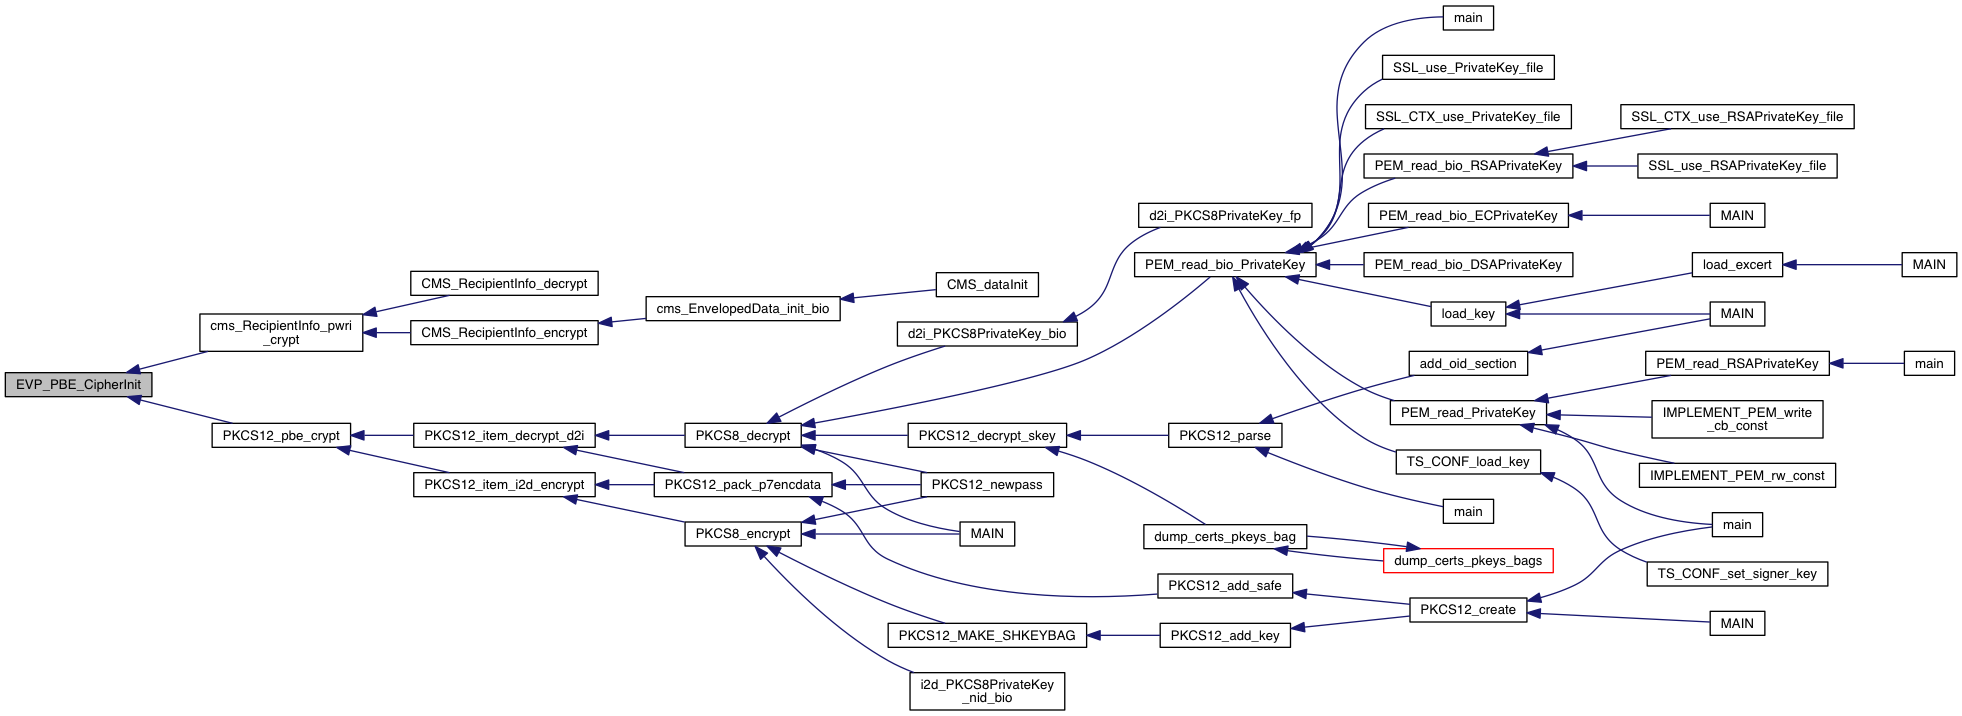 main
SSL_use_PrivateKey_file
SSL_CTX_use_PrivateKey_file
SSL_CTX_use_RSAPrivateKey_file
PEM_read_bio_RSAPrivateKey
SSL_use_RSAPrivateKey_file
d2i_PKCS8PrivateKey_fp
PEM_read_bio_ECPrivateKey
MAIN
PEM_read_bio_PrivateKey
PEM_read_bio_DSAPrivateKey
load_excert
MAIN
CMS_RecipientInfo_decrypt
CMS_dataInit
cms_EnvelopedData_init_bio
load_key
MAIN
cms_RecipientInfo_pwri
_crypt
CMS_RecipientInfo_encrypt
d2i_PKCS8PrivateKey_bio
add_oid_section
PEM_read_RSAPrivateKey
main
EVP_PBE_CipherInit
PEM_read_PrivateKey
IMPLEMENT_PEM_write
_cb_const
PKCS12_pbe_crypt
PKCS12_item_decrypt_d2i
PKCS8_decrypt
PKCS12_decrypt_skey
PKCS12_parse
TS_CONF_load_key
IMPLEMENT_PEM_rw_const
PKCS12_item_i2d_encrypt
PKCS12_pack_p7encdata
PKCS12_newpass
main
main
PKCS8_encrypt
MAIN
dump_certs_pkeys_bag
dump_certs_pkeys_bags
TS_CONF_set_signer_key
PKCS12_add_safe
PKCS12_create
MAIN
PKCS12_MAKE_SHKEYBAG
PKCS12_add_key
i2d_PKCS8PrivateKey
_nid_bio